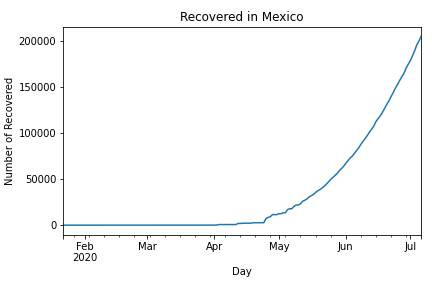 Recovered in Mexico
Number of Recovered
200000
150000
100000
50000
0
Feb Mar Apr May Jun Jul
2020
Day